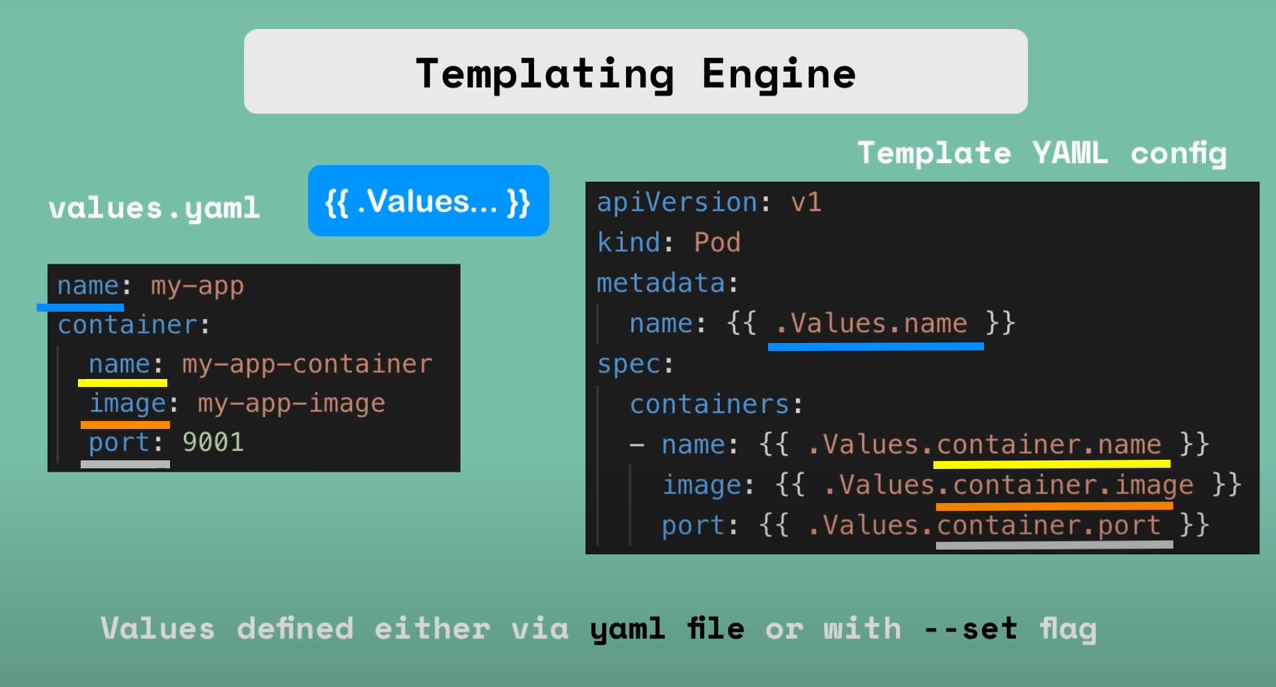 Templating Engine
Template YAML config
values.yaml
{{ .Values... }}
name: my-app
container:
name: my-app-container
image: my-app-image
port: 9001
apiVersion: v1
kind: Pod
metadata:
name: {{ .Values.name }}
spec:
containers:
- name: {{ .Values.container.name }}
image: {{ .Values.container.image }}
port: {{ .Values.container.port }}
Values defined either via yaml file or with --set flag